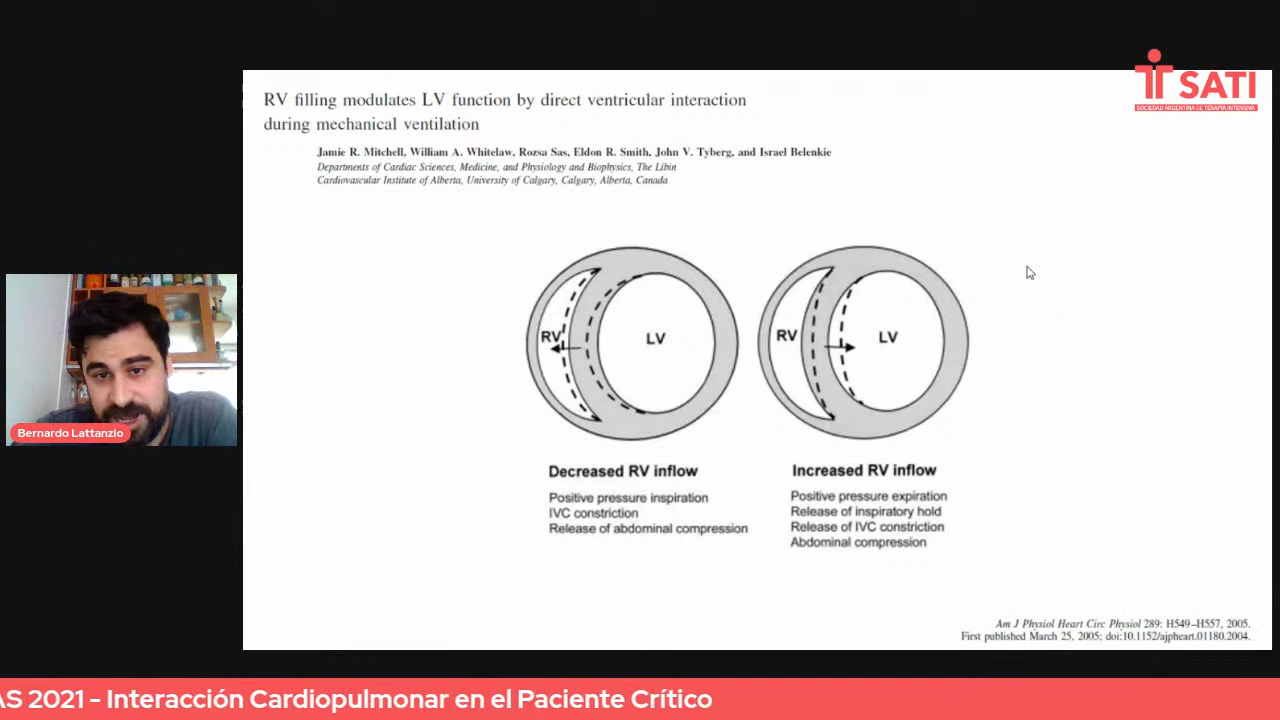 SATI
SOCIEDAD ARGENTINA DE TERAPIA INTENSIVA
RV filling modulates LV function by direct ventricular interaction
during mechanical ventilation
Jamie R. Mitchell, William A. Whitelaw, Rozsa Sas, Eldon R. Smith, John V. Tyberg, and Israel Belenkie
Departments of Cardiac Sciences, Medicine, and Physiology and Biophysics, The Libin
Cardiovascular Institute of Alberta, University of Calgary, Calgary, Alberta, Canada
RV
LV
RV
LV
Decreased RV inflow
Positive pressure inspiration
IVC constriction
Release of abdominal compression
Increased RV inflow
Positive pressure expiration
Release of inspiratory hold
Release of IVC constriction
Abdominal compression
Bernardo Lattanzio
Am J Physiol Heart Circ Physiol 289: H549–H557, 2005.
First published March 25, 2005; doi:10.1152/ajpheart.01180.2004.
AS 2021 - Interacción Cardiopulmonar en el Paciente Crítico